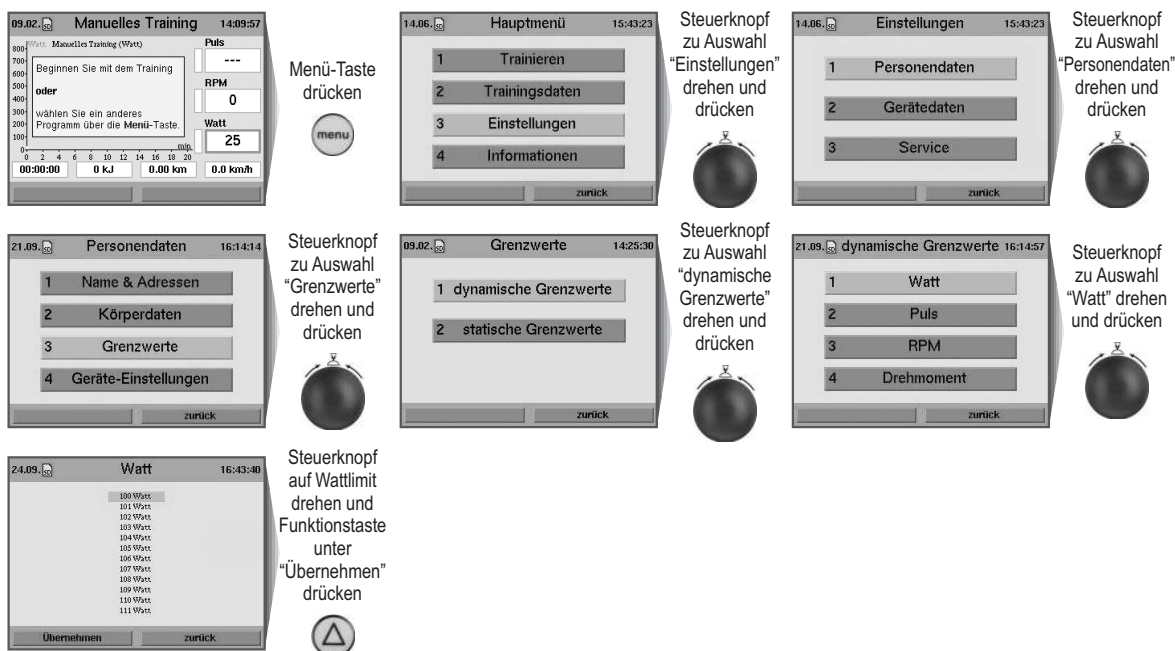 09.02. SD Manuelles Training 14:09:57
Watt Manuelles Training (Watt)
800
700
600
500
400
300
200
100
0
Beginnen Sie mit dem Training
oder
wählen Sie ein anderes
Programm über die Menü-Taste.
min
0 2 4 6 8 10 12 14 16 18 20
Puls
---
RPM
0
Watt
25
00:00:00 0 kJ 0.00 km 0.0 km/h
Menü-Taste
drücken
menu
14.06. SD Hauptmenü 15:43:23
1 Trainieren
2 Trainingsdaten
3 Einstellungen
4 Informationen
zurück
Steuerknopf
zu Auswahl
“Einstellungen”
drehen und
drücken
14.06. SD Einstellungen 15:43:23
1 Personendaten
2 Gerätedaten
3 Service
zurück
Steuerknopf
zu Auswahl
“Personendaten”
drehen und
drücken
21.09. SD Personendaten 16:14:14
1 Name & Adressen
2 Körperdaten
3 Grenzwerte
4 Geräte-Einstellungen
zurück
Steuerknopf
zu Auswahl
“Grenzwerte”
drehen und
drücken
09.02. SD Grenzwerte 14:25:30
1 dynamische Grenzwerte
2 statische Grenzwerte
zurück
Steuerknopf
zu Auswahl
“dynamische
Grenzwerte”
drehen und
drücken
21.09. SD dynamische Grenzwerte 16:14:57
1 Watt
2 Puls
3 RPM
4 Drehmoment
zurück
Steuerknopf
zu Auswahl
“Watt” drehen
und drücken
24.09. SD Watt 16:43:40
100 Watt
101 Watt
102 Watt
103 Watt
104 Watt
105 Watt
106 Watt
107 Watt
108 Watt
109 Watt
110 Watt
111 Watt
Übernehmen zurück
Steuerknopf
auf Wattlimit
drehen und
Funktionstaste
unter
“Übernehmen”
drücken